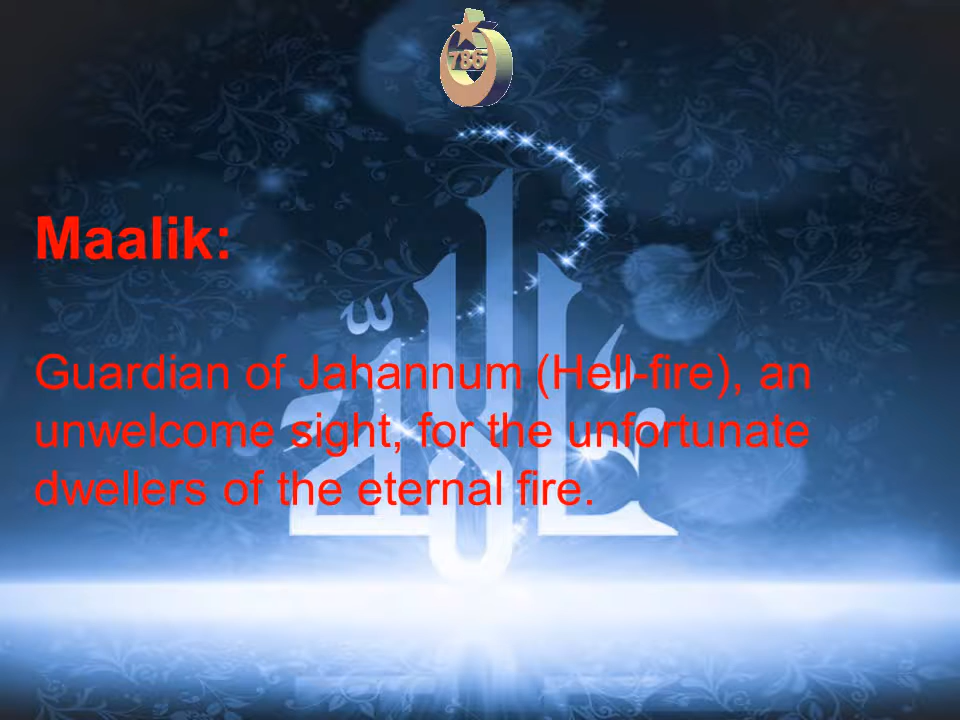 786
Maalik:
Guardian of Jahannum (Hell-fire), an
unwelcome sight, for the unfortunate
dwellers of the eternal fire.
الله